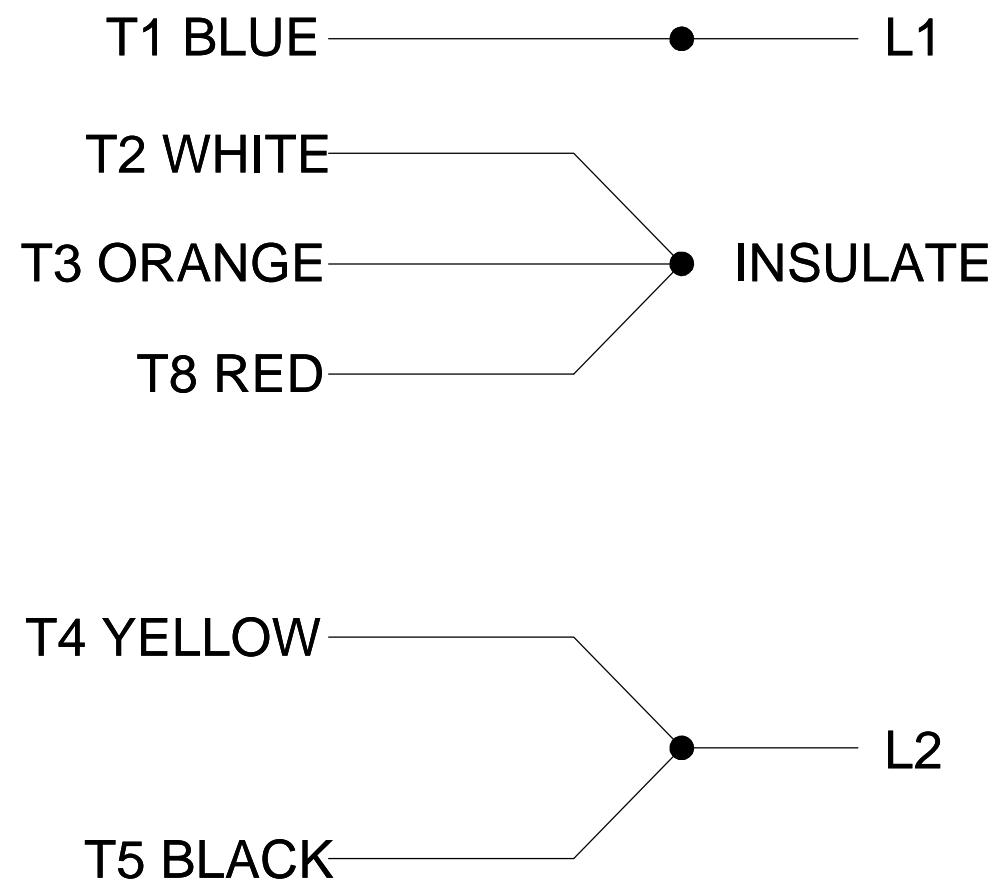 T1 BLUE L1
T2 WHITE
T3 ORANGE INSULATE
T8 RED
T4 YELLOW
L2
T5 BLACK